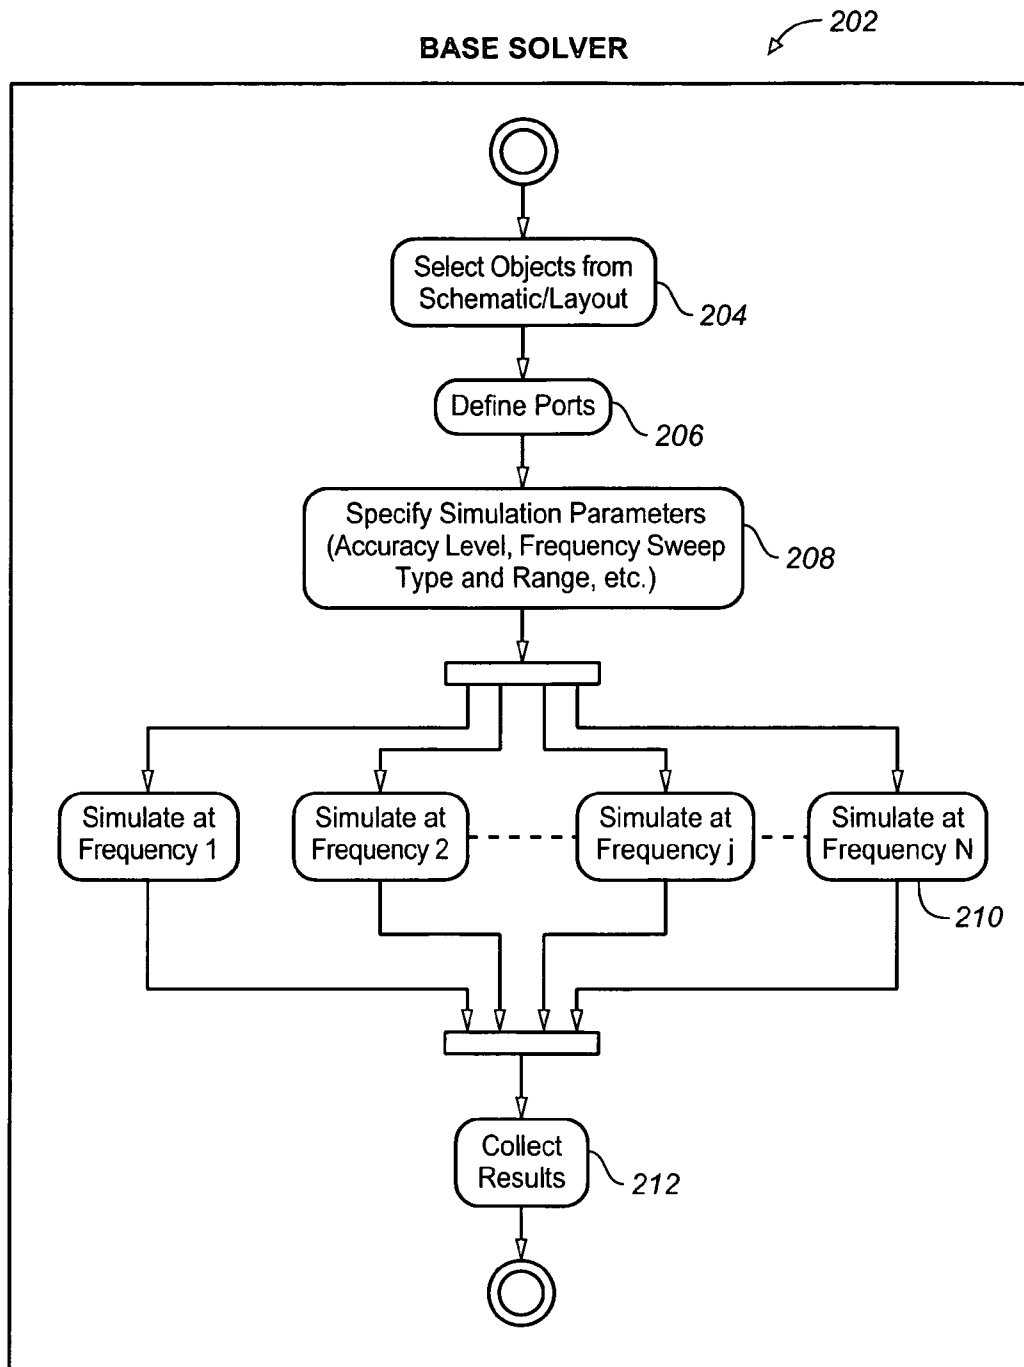 202
BASE SOLVER
Select Objects from
Schematic/Layout
204
Define Ports
206
Specify Simulation Parameters
(Accuracy Level, Frequency Sweep
Type and Range, etc.)
208
Simulate at
Frequency 1
Simulate at
Frequency 2
Simulate at
Frequency j
Simulate at
Frequency N
210
Collect
Results
212